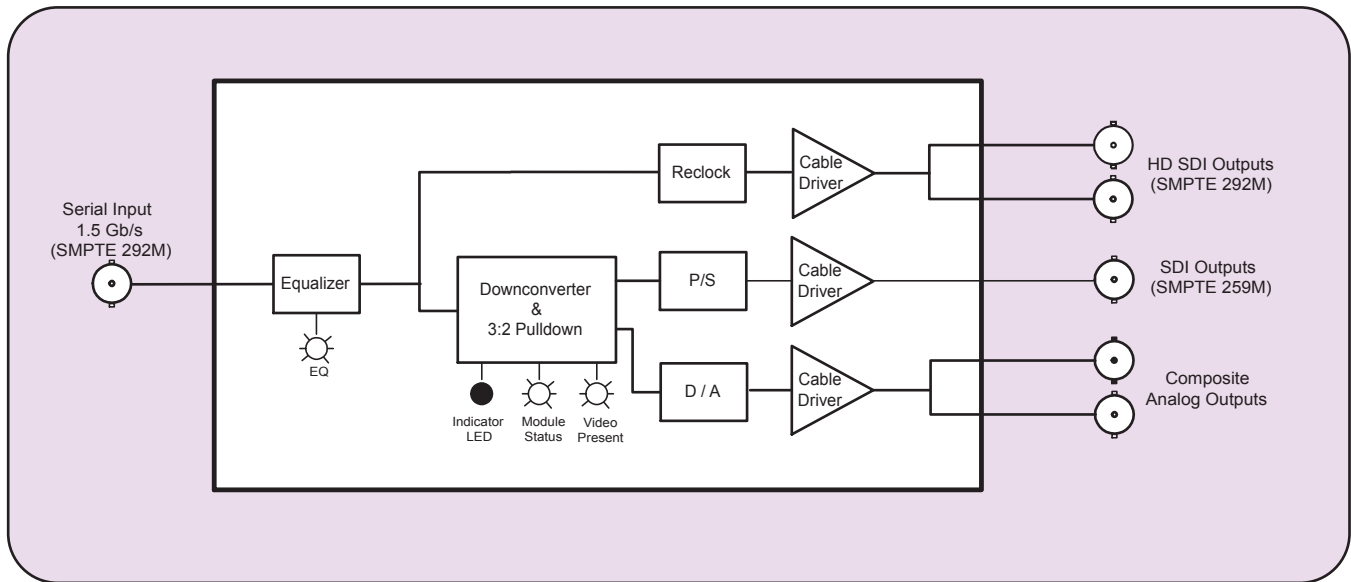 Serial Input
1.5 Gb/s
(SMPTE 292M)
Equalizer
EQ
Downconverter
&
3:2 Pulldown
Indicator
LED
Module
Status
Video
Present
Reclock
Cable
Driver
HD SDI Outputs
(SMPTE 292M)
P/S
Cable
Driver
SDI Outputs
(SMPTE 259M)
D / A
Cable
Driver
Composite
Analog Outputs